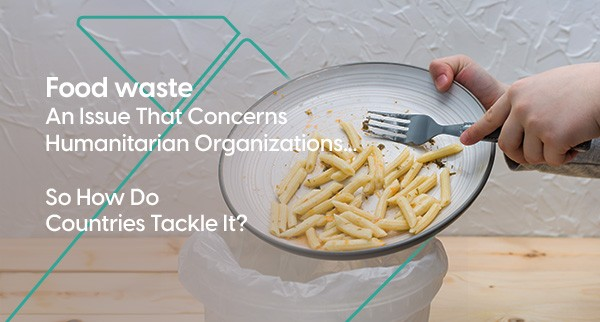 Food waste
An Issue That Concerns
Humanitarian Organizations...
So How Do
Countries Tackle It?